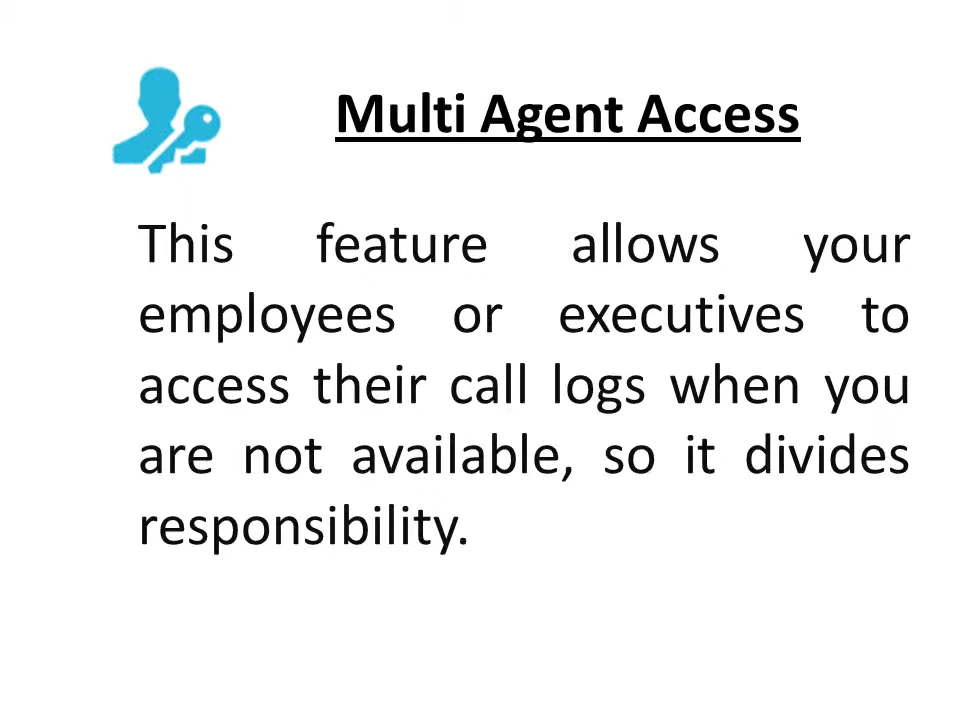 Multi Agent Access
This feature allows your
employees or executives to
access their call logs when you
are not available, so it divides
responsibility.